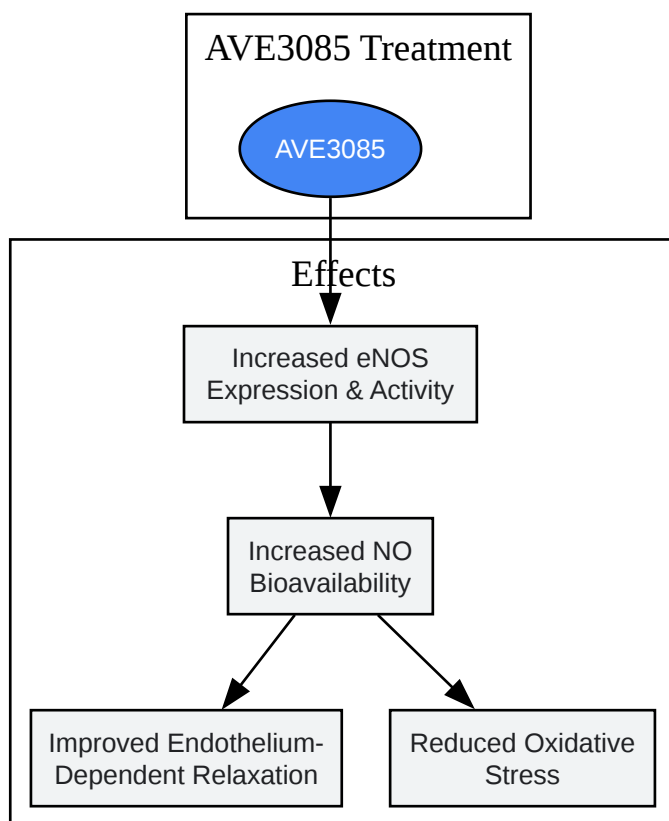 AVE3085 Treatment
AVE3085
Effects
Increased eNOS
Expression & Activity
Increased NO
Bioavailability
Improved Endothelium-
Dependent Relaxation
Reduced Oxidative
Stress